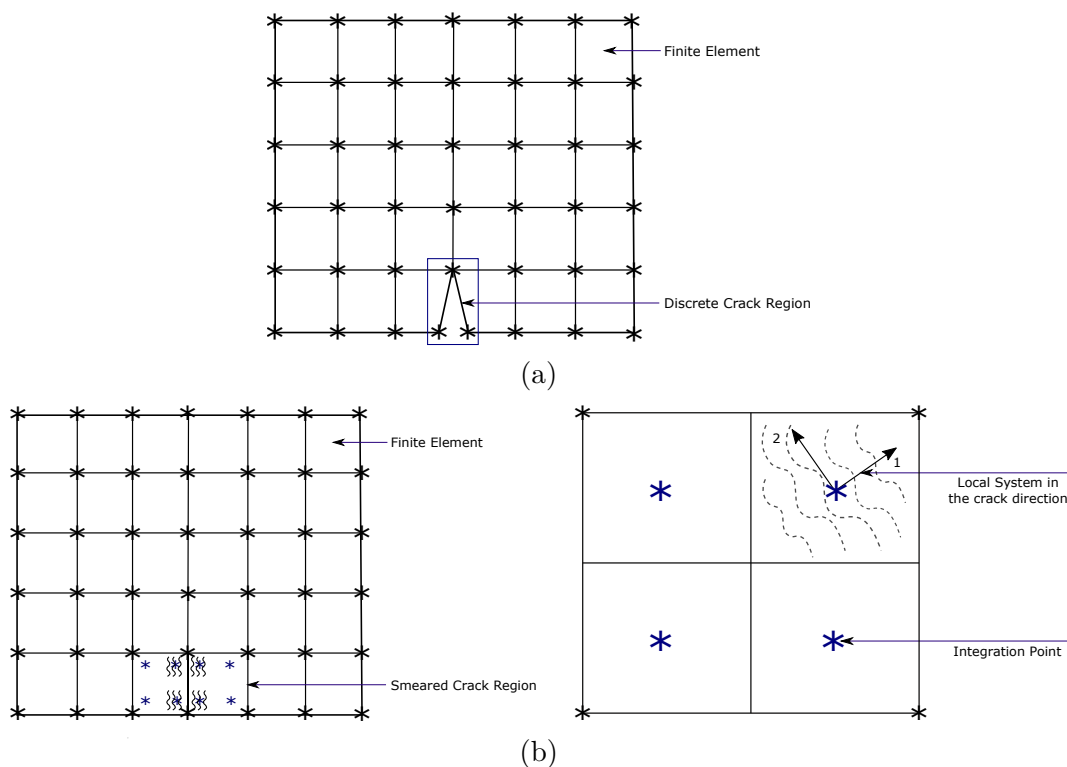 Finite Element
Discrete Crack Region
(a)
Finite Element
Smeared Crack Region
2
1
Local System in
the crack direction
Integration Point
(b)